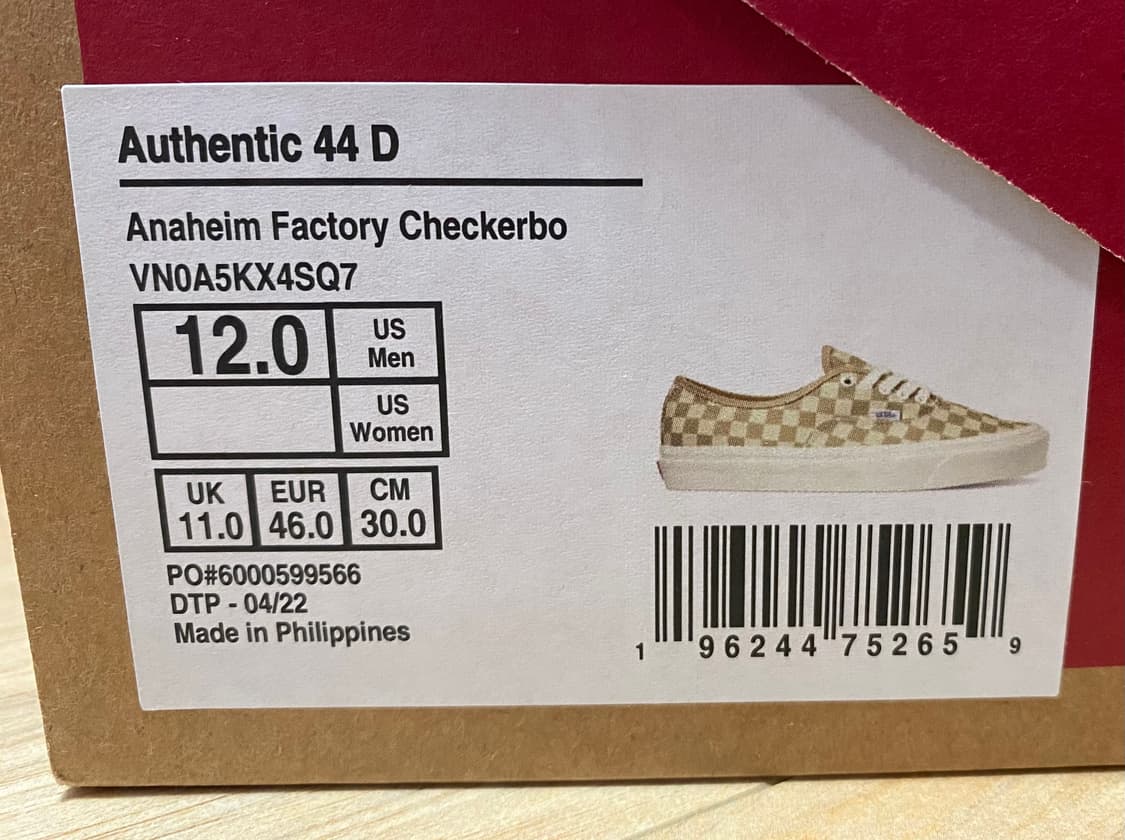 Authentic 44 D
Anaheim Factory Checkerbo
VN0A5KX4SQ7
12.0 US Men
US Women
UK EUR CM
11.0 46.0 30.0
PO#6000599566
DTP - 04/22
Made in Philippines
1 96244 75265 9